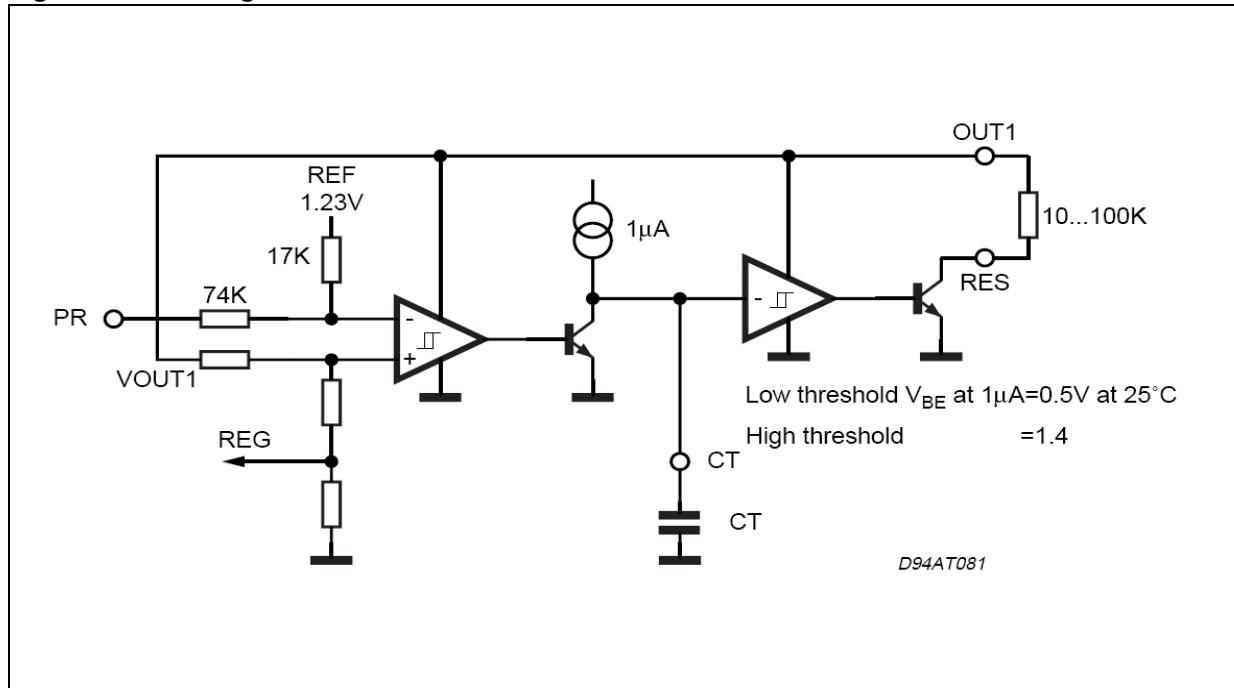 OUT1
REF
1.23V
1μA
10...100K
17K
RES
74K
PR
-
-
+
VOUT1
Low threshold VBE at 1μA=0.5V at 25°C
High threshold =1.4
REG
CT
CT
D94AT081